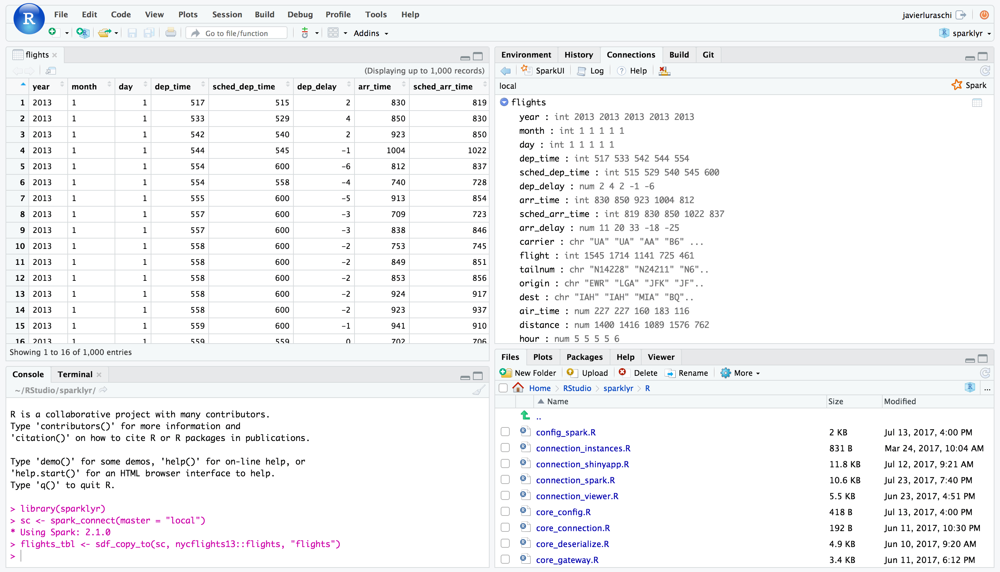 R File Edit Code View Plots Session Build Debug Profile Tools Help javierluraschi
Go to file/function Addins sparklyr
flights
(Displaying up to 1,000 records)
year month day dep_time sched_dep_time dep_delay arr_time sched_arr_time
1 2013 1 1 517 515 2 830 819
2 2013 1 1 533 529 4 850 830
3 2013 1 1 542 540 2 923 850
4 2013 1 1 544 545 -1 1004 1022
5 2013 1 1 554 600 -6 812 837
6 2013 1 1 554 558 -4 740 728
7 2013 1 1 555 600 -5 913 854
8 2013 1 1 557 600 -3 709 723
9 2013 1 1 557 600 -3 838 846
10 2013 1 1 558 600 -2 753 745
11 2013 1 1 558 600 -2 849 851
12 2013 1 1 558 600 -2 853 856
13 2013 1 1 558 600 -2 924 917
14 2013 1 1 558 600 -2 923 937
15 2013 1 1 559 600 -1 941 910
16 2013 1 1 559 559 0 702 706
Showing 1 to 16 of 1,000 entries
Console Terminal
~/RStudio/sparklyr/
R is a collaborative project with many contributors.
Type 'contributors()' for more information and
'citation()' on how to cite R or R packages in publications.
Type 'demo()' for some demos, 'help()' for on-line help, or
'help.start()' for an HTML browser interface to help.
Type 'q()' to quit R.
> library(sparklyr)
> sc <- spark_connect(master = "local")
* Using Spark: 2.1.0
> flights_tbl <- sdf_copy_to(sc, nycflights13::flights, "flights")
>
Environment History Connections Build Git
SparkUI Log Help
local Spark
flights
year : int 2013 2013 2013 2013 2013
month : int 1 1 1 1 1
day : int 1 1 1 1 1
dep_time : int 517 533 542 544 554
sched_dep_time : int 515 529 540 545 600
dep_delay : num 2 4 2 -1 -6
arr_time : int 830 850 923 1004 812
sched_arr_time : int 819 830 850 1022 837
arr_delay : num 11 20 33 -18 -25
carrier : chr "UA" "UA" "AA" "B6" ...
flight : int 1545 1714 1141 725 461
tailnum : chr "N14228" "N24211" "N6"..
origin : chr "EWR" "LGA" "JFK" "JF"..
dest : chr "IAH" "IAH" "MIA" "BQ"..
air_time : num 227 227 160 183 116
distance : num 1400 1416 1089 1576 762
hour : num 5 5 5 5 6
Files Plots Packages Help Viewer
New Folder Upload Delete Rename More
Home RStudio sparklyr R ...
Name Size Modified
..
config_spark.R 2 KB Jul 13, 2017, 4:00 PM
connection_instances.R 831 B Mar 24, 2017, 10:04 AM
connection_shinyapp.R 11.8 KB Jul 12, 2017, 9:21 AM
connection_spark.R 10.6 KB Jul 23, 2017, 7:40 PM
connection_viewer.R 5.5 KB Jun 23, 2017, 4:51 PM
core_config.R 418 B Jul 13, 2017, 4:00 PM
core_connection.R 192 B Jun 11, 2017, 10:30 PM
core_deserialize.R 4.9 KB Jun 10, 2017, 9:20 AM
core_gateway.R 3.4 KB Jun 11, 2017, 6:12 PM